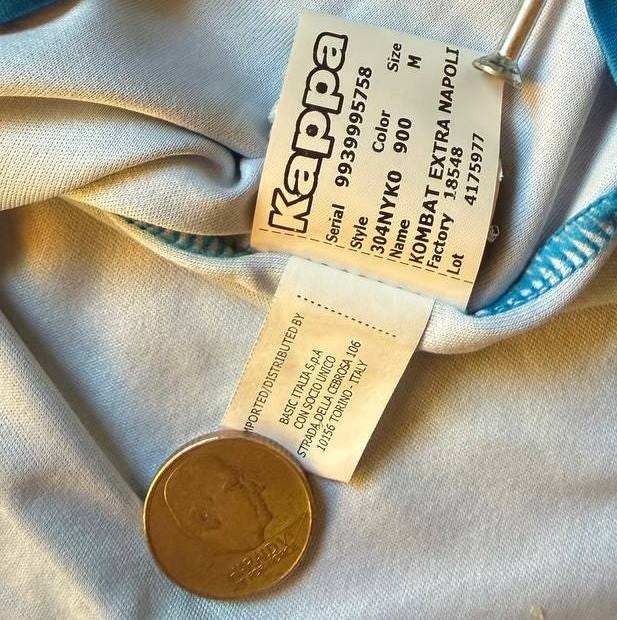 Kappa
Serial 9939995758
Style Color Size
304NYK0 900 M
Name
KOMBAT EXTRA NAPOLI
Factory 18548
Lot 4175977
IMPORTED/DISTRIBUTED BY
BASIC ITALIA S.p.A
CON SOCIO UNICO
STRADA DELLA CEBROSA 106
10156 TORINO - ITALY